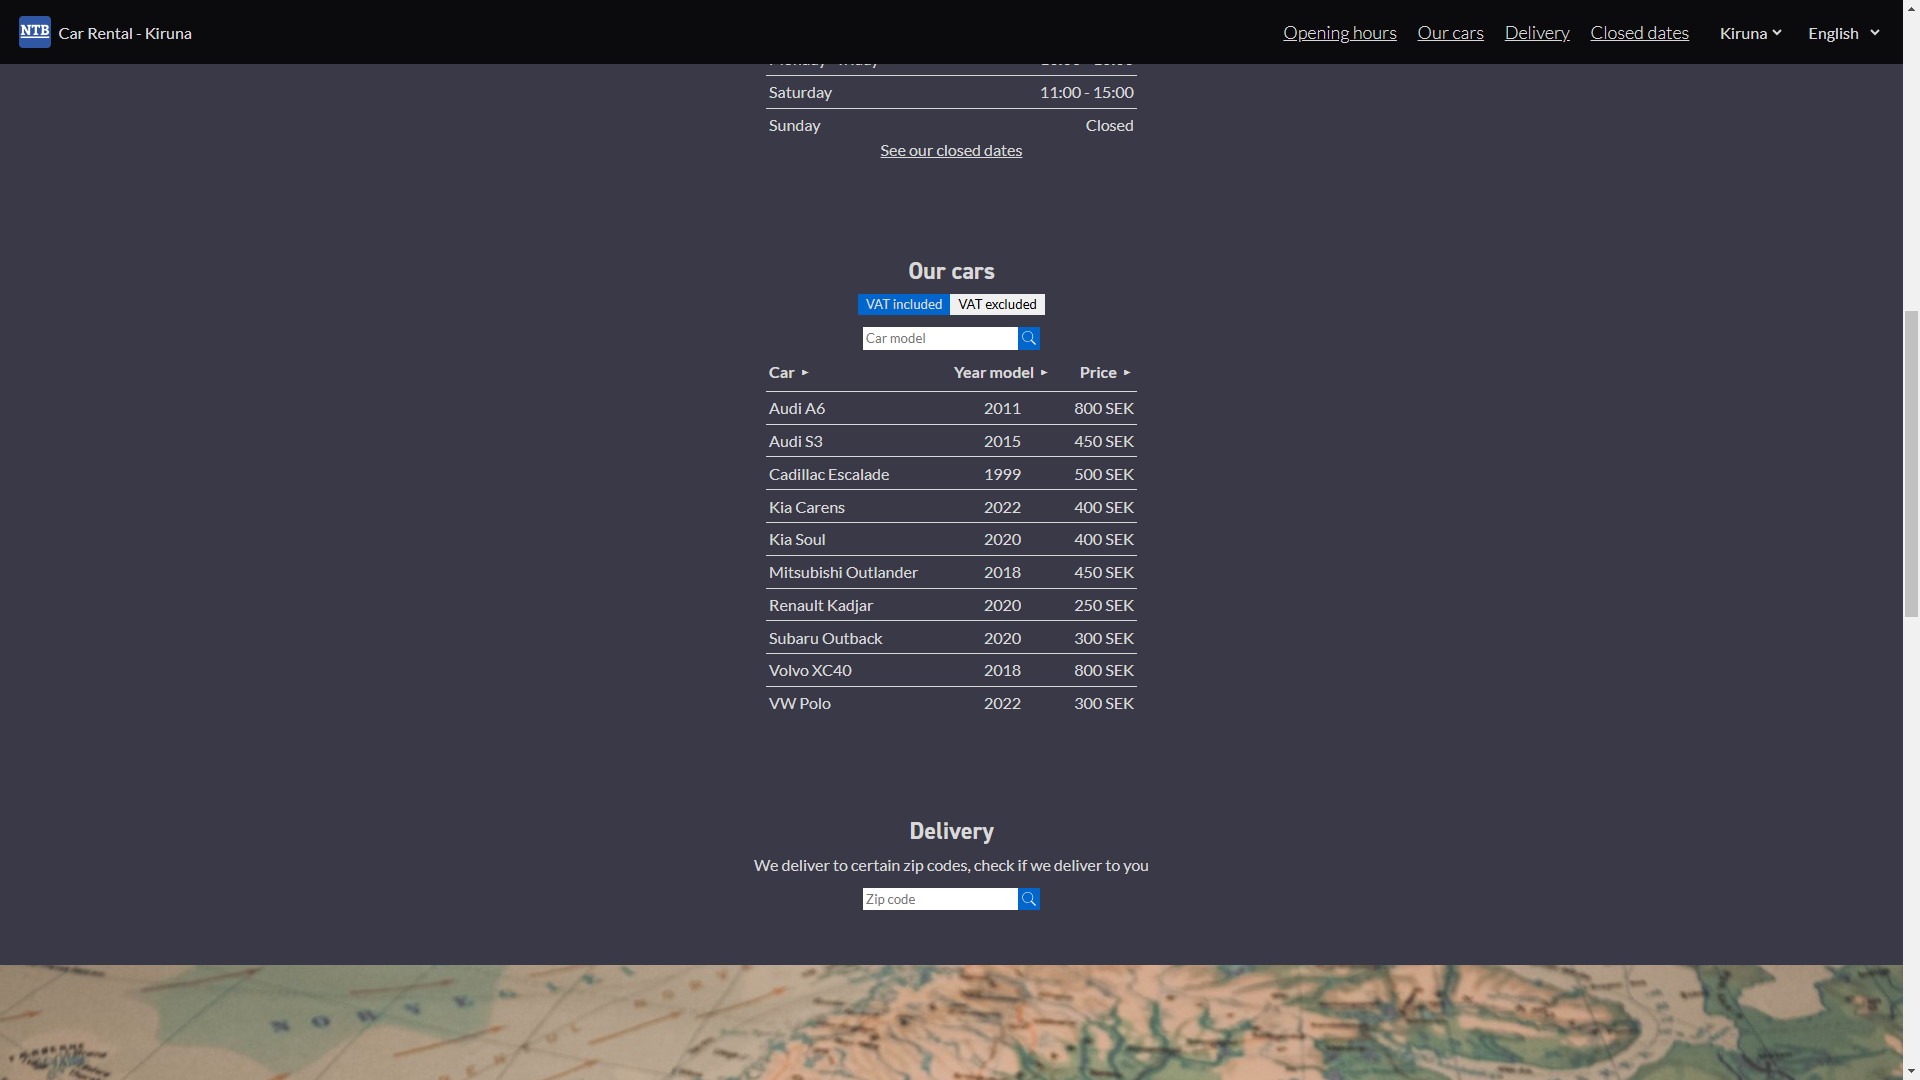 NTB Car Rental - Kiruna Opening hours Our cars Delivery Closed dates Kiruna English
Saturday 11:00 - 15:00
Sunday Closed
See our closed dates
Our cars
VAT included VAT excluded
Car model
Car ► Year model ► Price ►
Audi A6 2011 800 SEK
Audi S3 2015 450 SEK
Cadillac Escalade 1999 500 SEK
Kia Carens 2022 400 SEK
Kia Soul 2020 400 SEK
Mitsubishi Outlander 2018 450 SEK
Renault Kadjar 2020 250 SEK
Subaru Outback 2020 300 SEK
Volvo XC40 2018 800 SEK
VW Polo 2022 300 SEK
Delivery
We deliver to certain zip codes, check if we deliver to you
Zip code